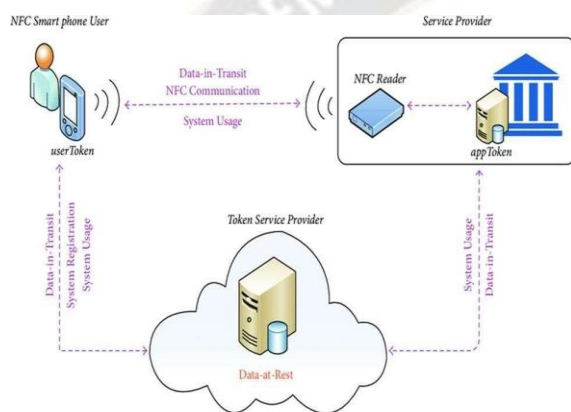 NFC Smart phone User
Service Provider
Data-in-Transit
NFC Communication
System Usage
NFC Reader
userToken
appToken
Data-in-Transit
System Registration
System Usage
Token Service Provider
System Usage
Data-in-Transit
Data-at-Rest